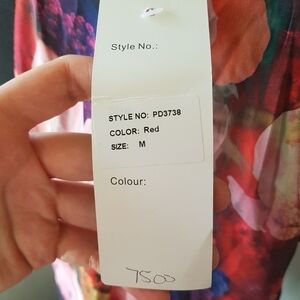 Style No.:
STYLE NO: PD3738
COLOR: Red
SIZE: M
Colour:
7500